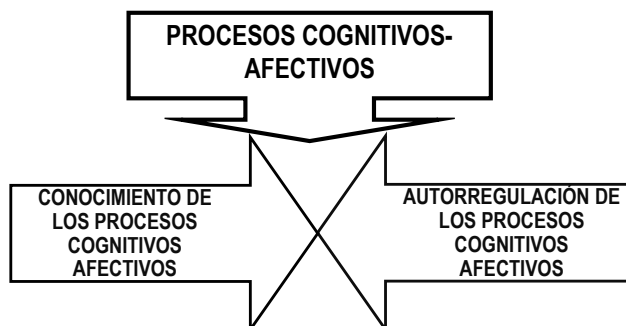 PROCESOS COGNITIVOS-
AFECTIVOS
CONOCIMIENTO DE
LOS PROCESOS
COGNITIVOS
AFECTIVOS
AUTORREGULACIÓN DE
LOS PROCESOS
COGNITIVOS
AFECTIVOS